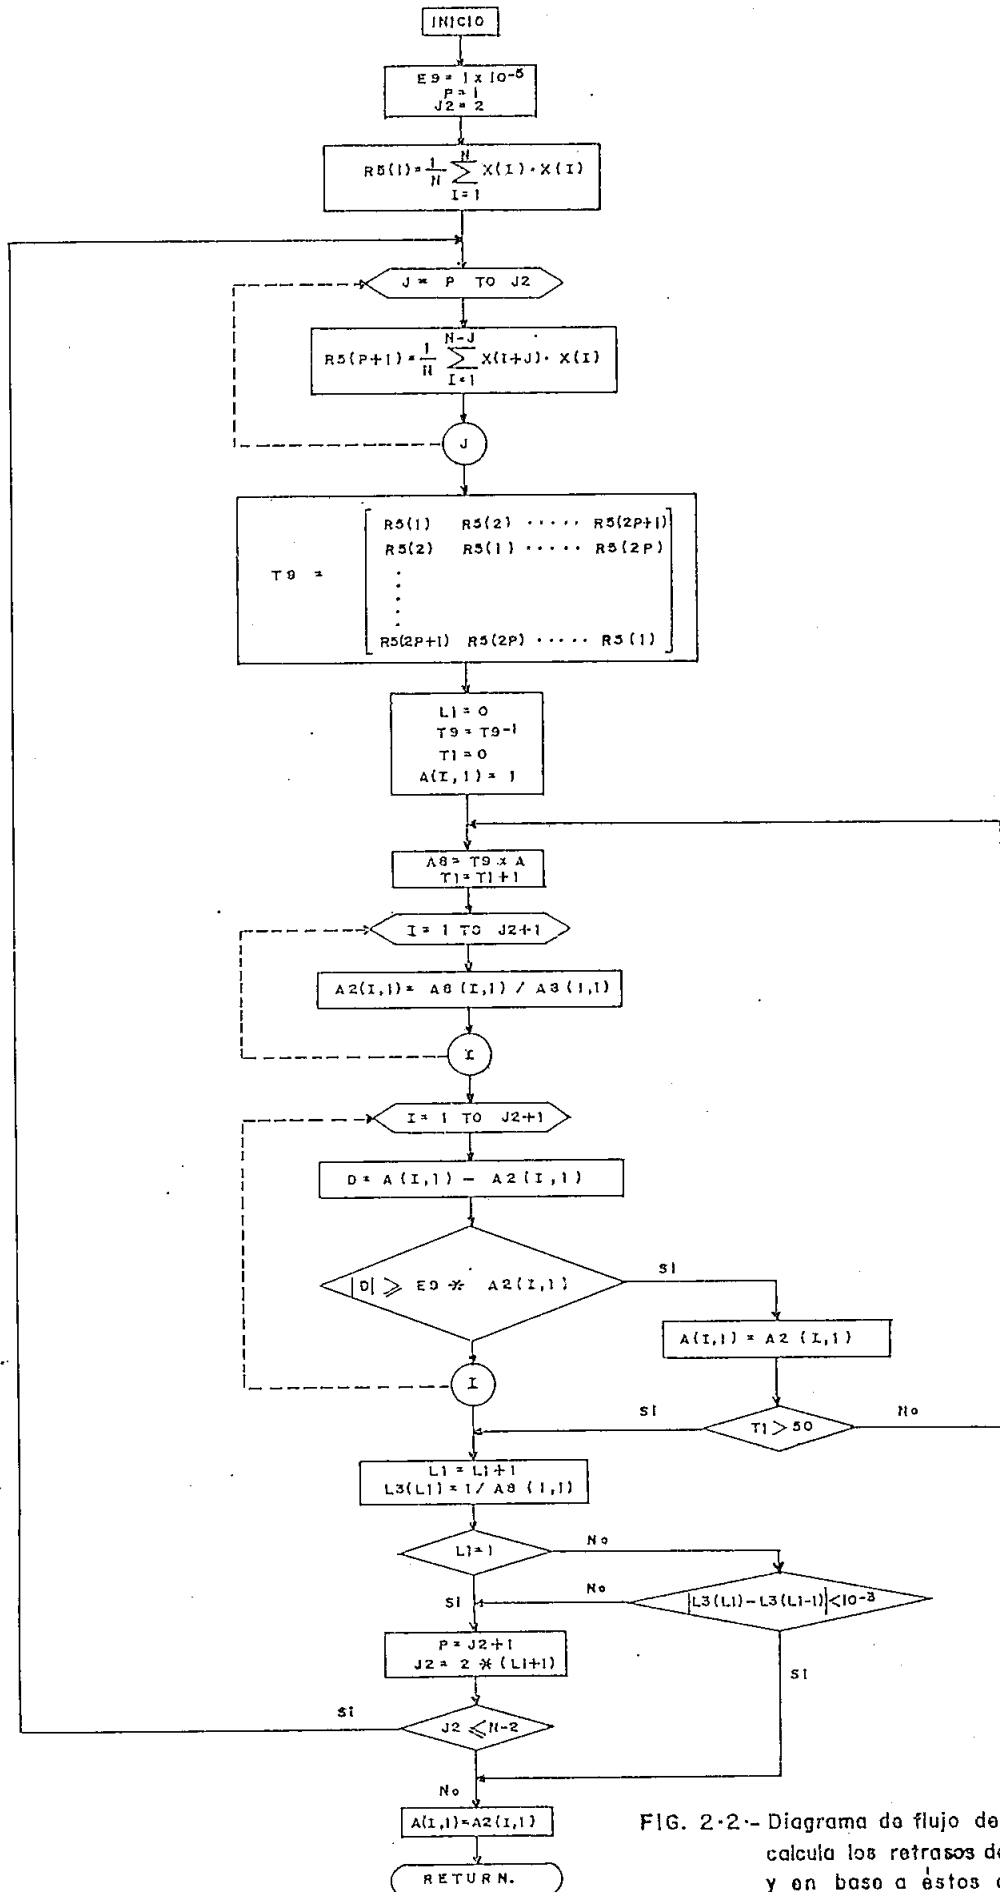 INICIO
E9 = 1 x 10-5
P = 1
J2 = 2
R5(1) = 1/N N∑I=1 X(I) · X(I)
J = P TO J2
R5(P+1) = 1/N N-J∑I=1 X(I+J) · X(I)
J
T9 =
R5(1) R5(2) ..... R5(2P+1)
R5(2) R5(1) ..... R5(2P)
R5(2P+1) R5(2P) ..... R5(1)
L1 = 0
T9 = T9-1
T1 = 0
A(I,1) = 1
A8 = T9 x A
T1 = T1+1
I = 1 TO J2+1
A2(I,1) = A8(I,1) / A8(1,1)
I
I = 1 TO J2+1
D = A(I,1) - A2(I,1)
|D| ⩾ E9 * A2(I,1)
SI
A(I,1) = A2(I,1)
I
SI
T1 > 50
No
L1 = L1+1
L3(L1) = 1/A8(1,1)
L1 = 1
No
SI
No
|L3(L1)-L3(L1-1)| < 10-3
P = J2+1
J2 = 2 * (L1+1)
SI
SI
J2 ⩽ N-2
No
A(I,1)=A2(I,1)
FIG. 2·2.- Diagrama de flujo de
calcula los retrasos de
RETURN.
y en base a éstos